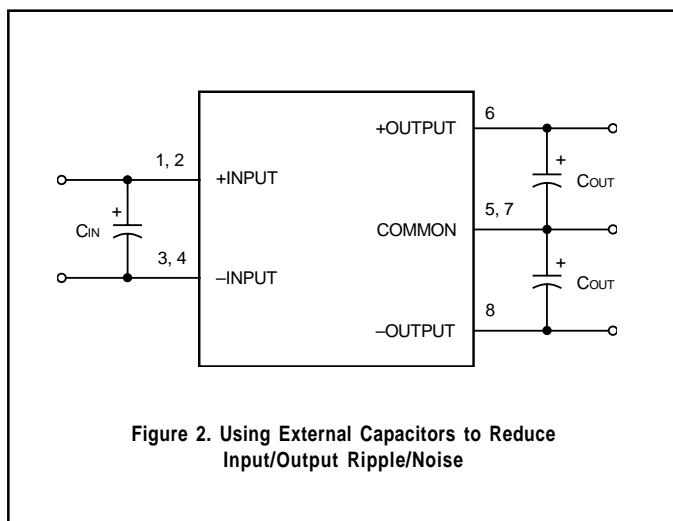 6
+OUTPUT
1, 2
+
+INPUT
COUT
5, 7
+
CIN
COMMON
+
3, 4
COUT
–INPUT
8
–OUTPUT
Figure 2. Using External Capacitors to Reduce
Input/Output Ripple/Noise